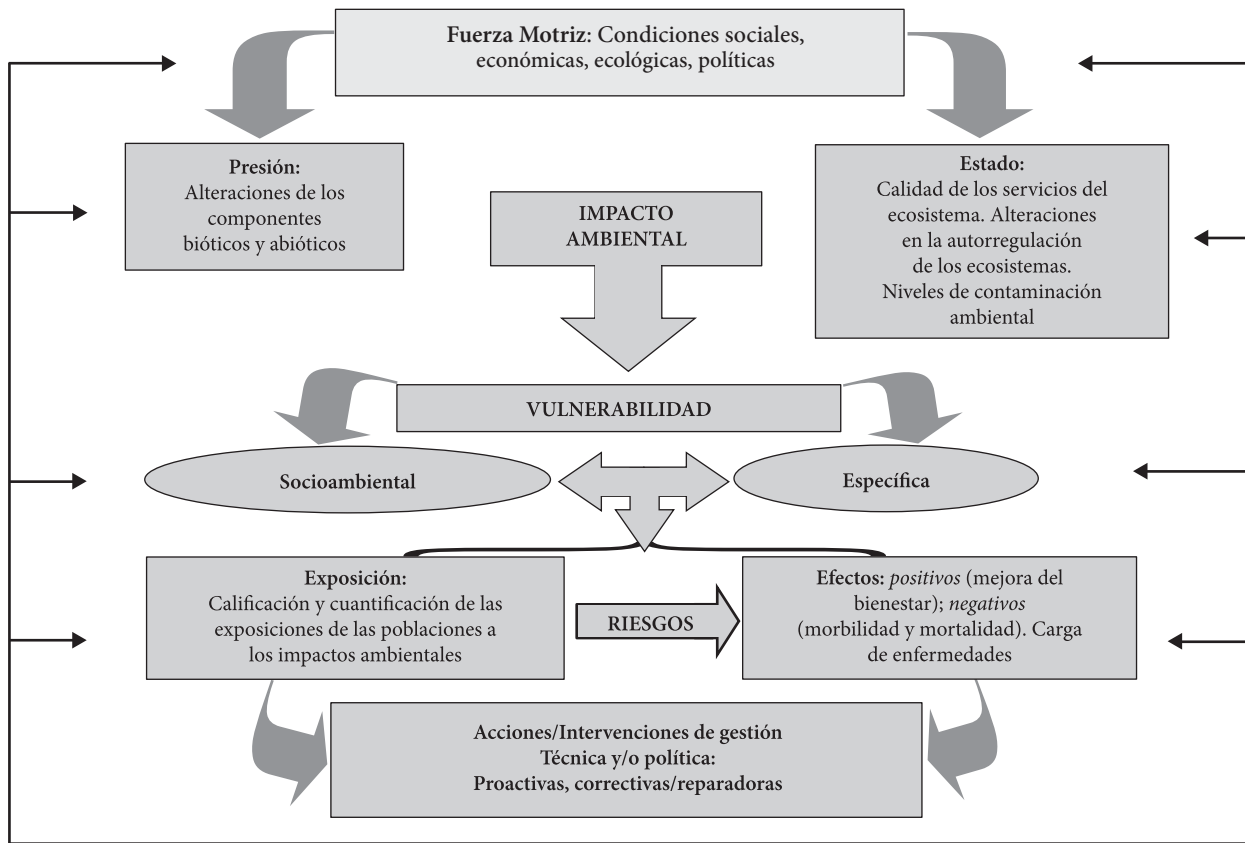 Fuerza Motriz: Condiciones sociales,
económicas, ecológicas, políticas
Presión:
Alteraciones de los
componentes
bióticos y abióticos
IMPACTO
AMBIENTAL
Estado:
Calidad de los servicios del
ecosistema. Alteraciones
en la autorregulación
de los ecosistemas.
Niveles de contaminación
ambiental
VULNERABILIDAD
Socioambiental
Específica
Exposición:
Calificación y cuantificación de las
exposiciones de las poblaciones a
los impactos ambientales
RIESGOS
Efectos: positivos (mejora del
bienestar); negativos
(morbilidad y mortalidad). Carga
de enfermedades
Acciones/Intervenciones de gestión
Técnica y/o política:
Proactivas, correctivas/reparadoras